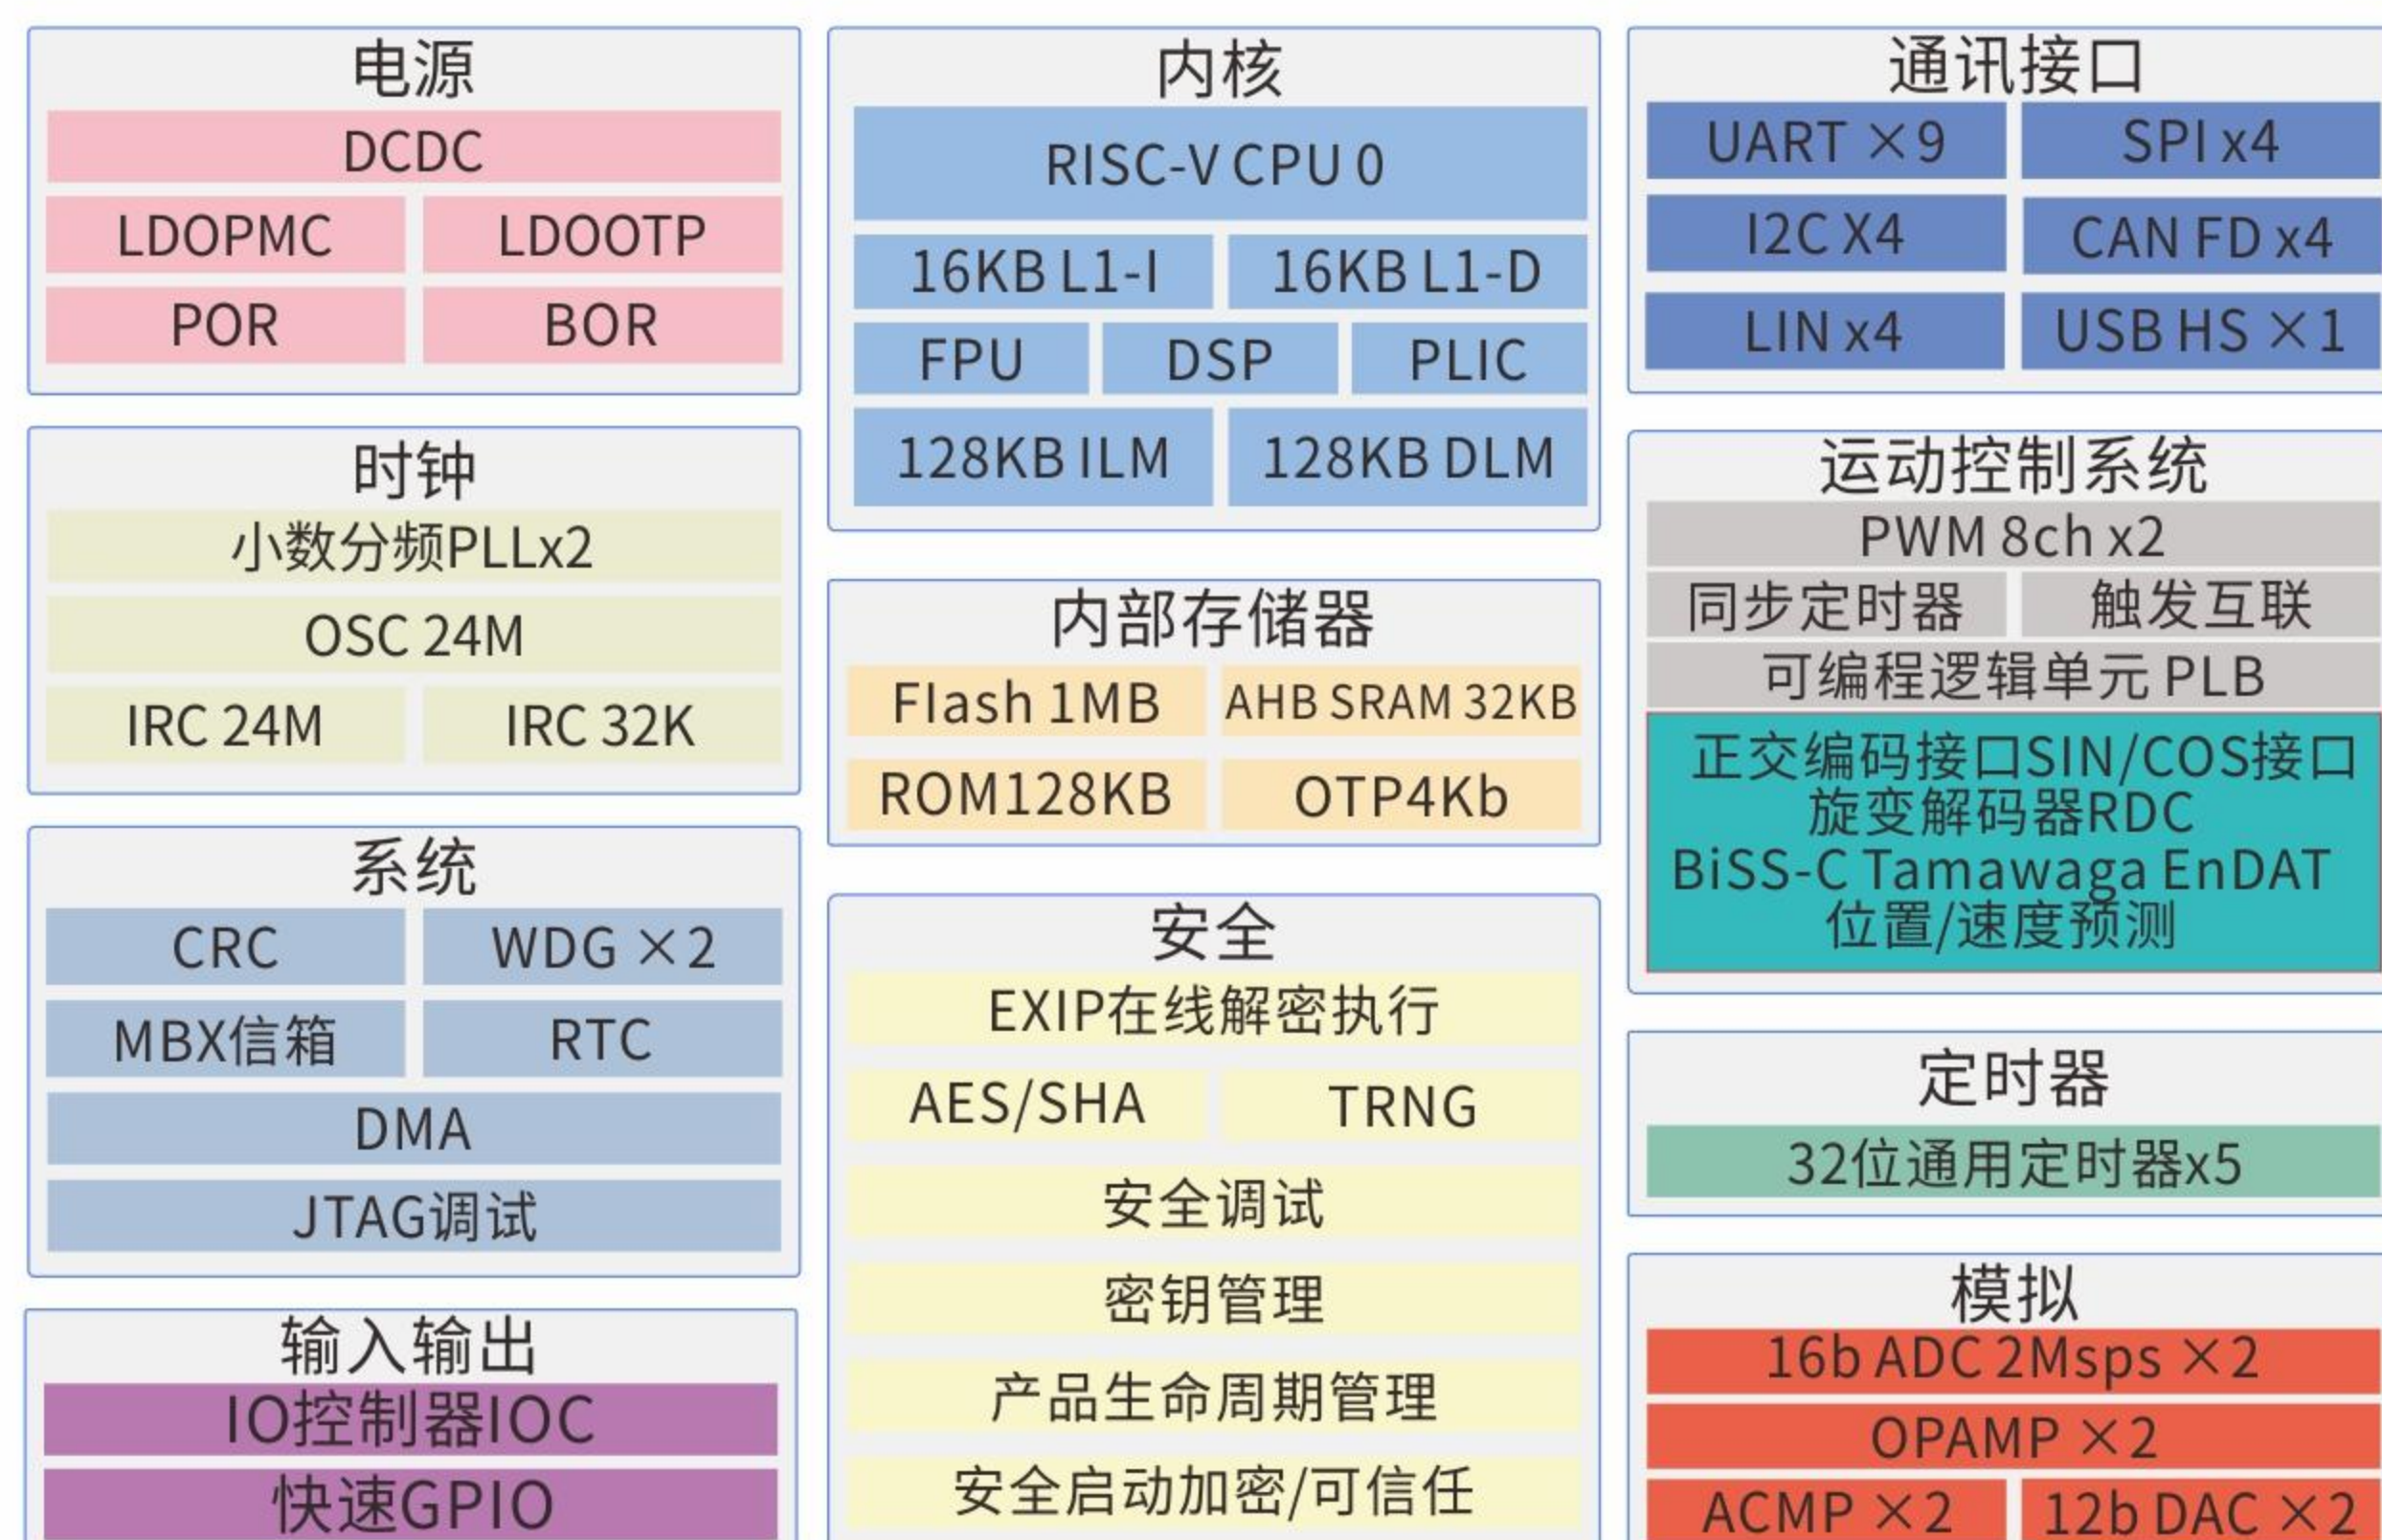 电源
DCDC
LDOPMC
LDOOTP
POR
BOR
时钟
小数分频PLLx2
OSC 24M
IRC 24M
IRC 32K
系统
CRC
WDG ×2
MBX信箱
RTC
DMA
JTAG调试
输入输出
IO控制器IOC
快速GPIO
内核
RISC-V CPU 0
16KB L1-I
16KB L1-D
FPU
DSP
PLIC
128KB ILM
128KB DLM
内部存储器
Flash 1MB
AHB SRAM 32KB
ROM128KB
OTP4Kb
安全
EXIP在线解密执行
AES/SHA
TRNG
安全调试
密钥管理
产品生命周期管理
安全启动加密/可信任
通讯接口
UART ×9
SPI x4
I2C X4
CAN FD x4
LIN x4
USB HS ×1
运动控制系统
PWM 8ch x2
同步定时器
触发互联
可编程逻辑单元 PLB
正交编码接口SIN/COS接口
旋变解码器RDC
BiSS-C Tamawaga EnDAT
位置/速度预测
定时器
32位通用定时器x5
模拟
16b ADC 2Msps ×2
OPAMP ×2
ACMP ×2
12b DAC ×2